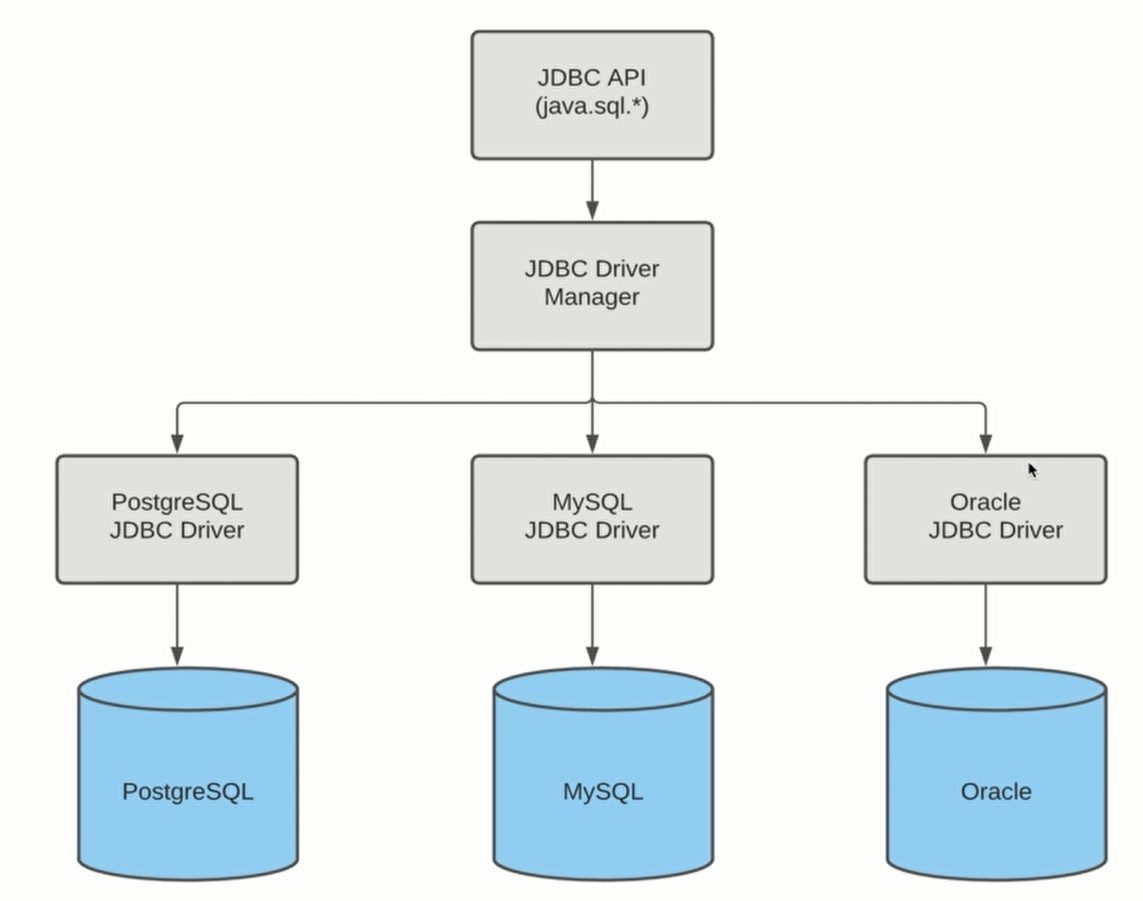 JDBC API
(java.sql.*)
JDBC Driver
Manager
PostgreSQL
JDBC Driver
MySQL
JDBC Driver
Oracle
JDBC Driver
PostgreSQL
MySQL
Oracle